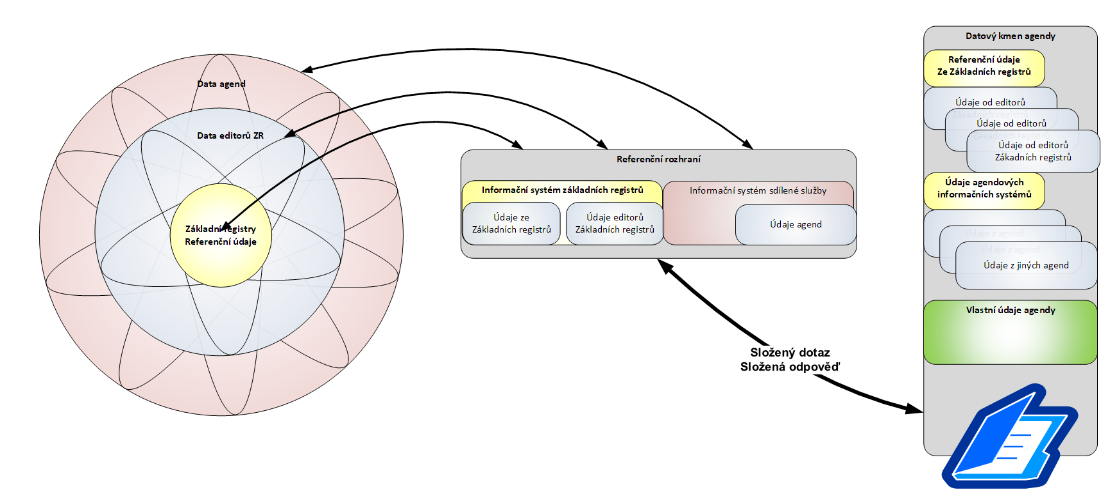 Data agend
Data editorů ZR
Základní registry
Referenční údaje
Referenční rozhraní
Informační systém základních registrů
Údaje ze
Základních registrů
Údaje editorů
Základních registrů
Informační systém sdílené služby
Údaje agend
Složený dotaz
Složená odpověď
Datový kmen agendy
Referenční údaje
Ze Základních registrů
Údaje od editorů
Údaje od editorů
Údaje od editorů
Zákadních registrů
Údaje agendových
informačních systémů
Údaje z jiných agend
Vlastní údaje agendy